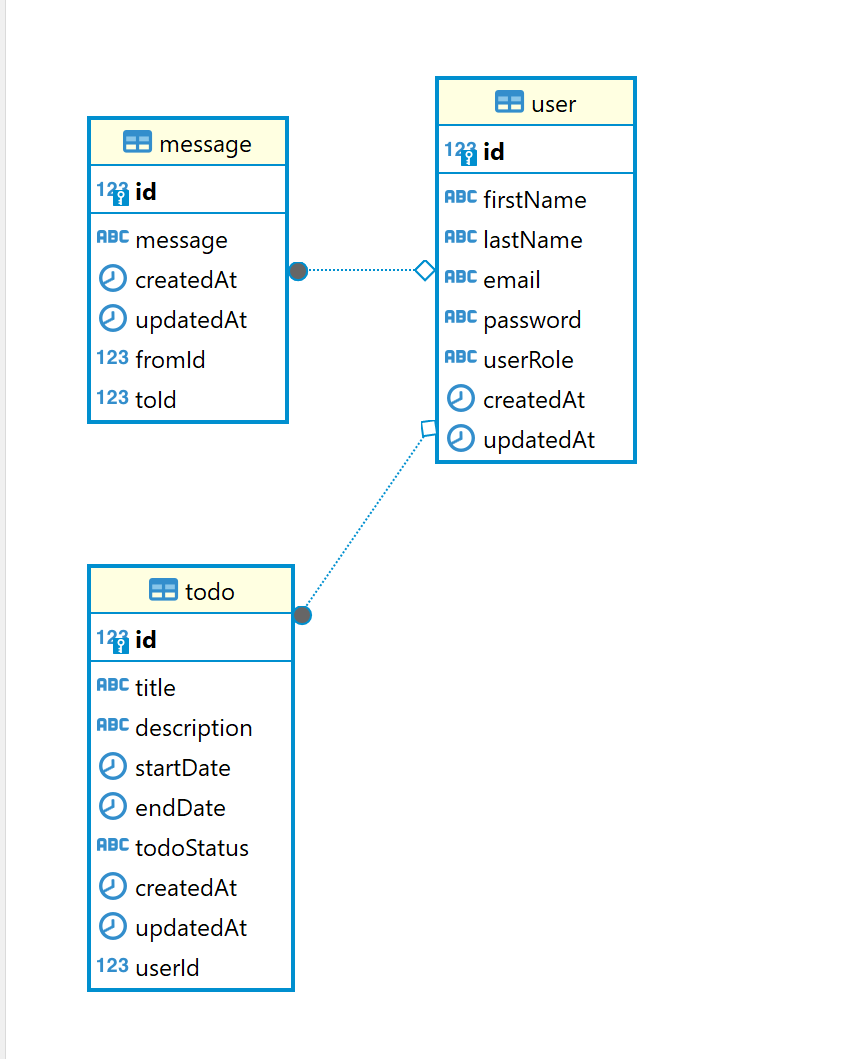 message
123 id
ABC message
createdAt
updatedAt
123 fromId
123 toId
user
123 id
ABC firstName
ABC lastName
ABC email
ABC password
ABC userRole
createdAt
updatedAt
todo
123 id
ABC title
ABC description
startDate
endDate
ABC todoStatus
createdAt
updatedAt
123 userId